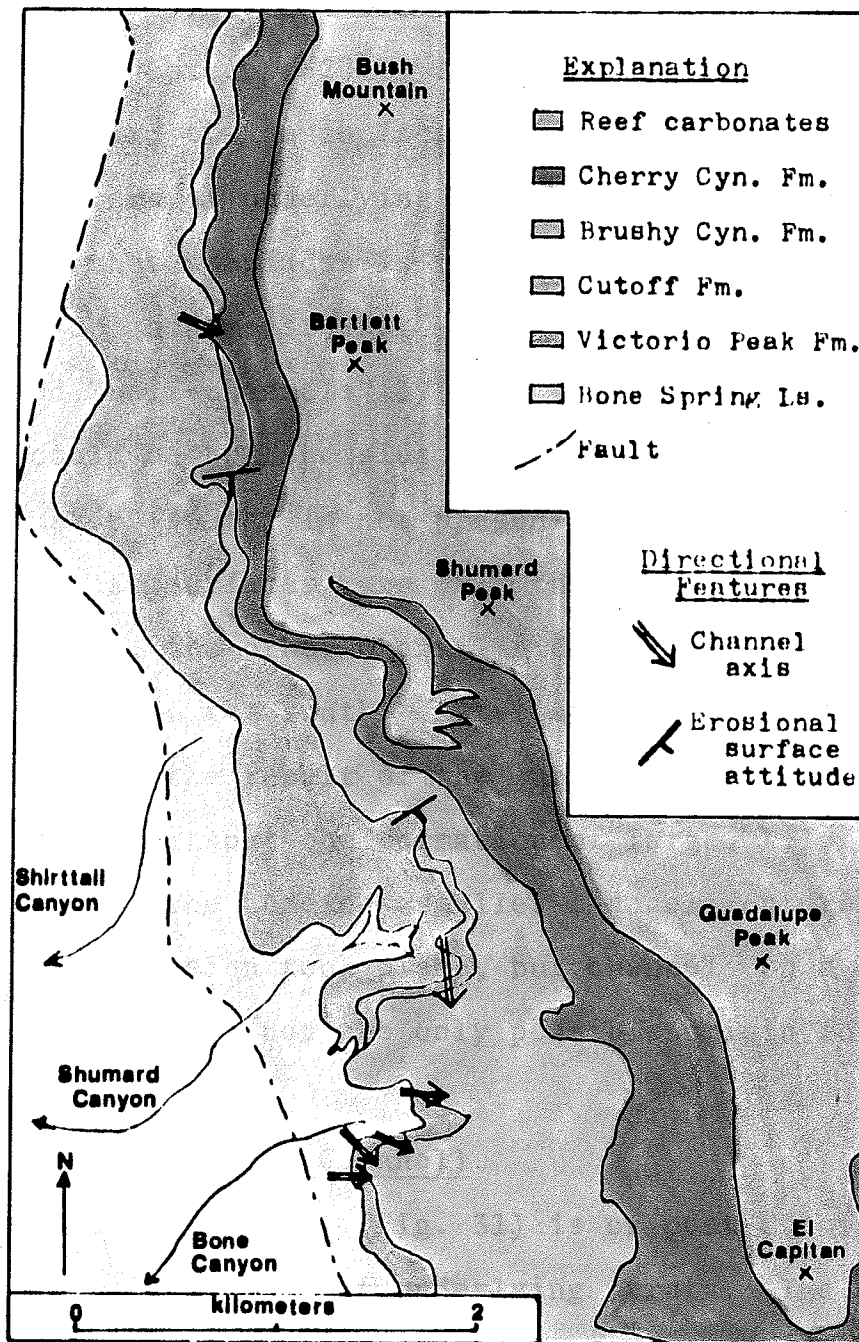 Bush
Mountain
Bartlett
Peak
Shumard
Peak
Guadalupe
Peak
El
Capitan
Shirttail
Canyon
Shumard
Canyon
Bone
Canyon
N
0
kilometers
2
Explanation
Reef carbonates
Cherry Cyn. Fm.
Brushy Cyn. Fm.
Cutoff Fm.
Victorio Peak Fm.
Bone Spring Ls.
Fault
Directional
Features
Channel
axis
Erosional
surface
attitude